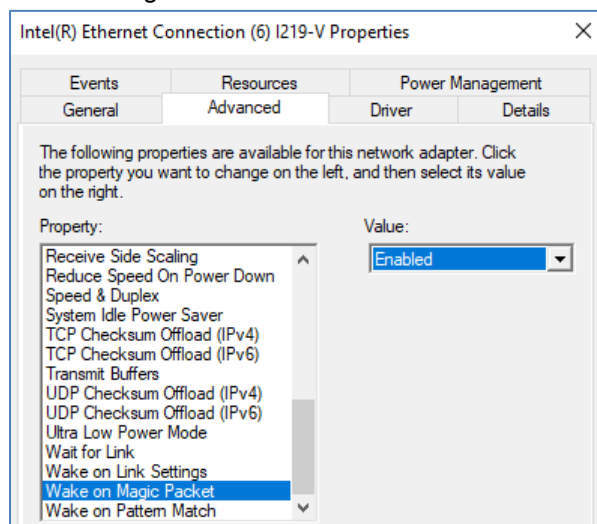 Intel(R) Ethernet Connection (6) I219-V Properties
Events Resources Power Management
General Advanced Driver Details
The following properties are available for this network adapter. Click
the property you want to change on the left, and then select its value
on the right.
Property: Value:
Receive Side Scaling Enabled
Reduce Speed On Power Down
Speed & Duplex
System Idle Power Saver
TCP Checksum Offload (IPv4)
TCP Checksum Offload (IPv6)
Transmit Buffers
UDP Checksum Offload (IPv4)
UDP Checksum Offload (IPv6)
Ultra Low Power Mode
Wait for Link
Wake on Link Settings
Wake on Magic Packet
Wake on Pattern Match